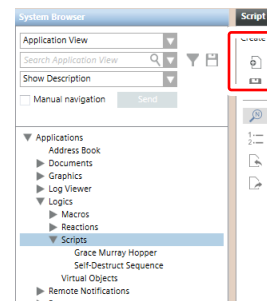 System Browser
Script
Application View
Create
Search Application View
Show Description
Manual navigation
Send
Applications
Address Book
Documents
Graphics
Log Viewer
Logics
Macros
Reactions
Scripts
Grace Murray Hopper
Self-Destruct Sequence
Virtual Objects
Remote Notifications